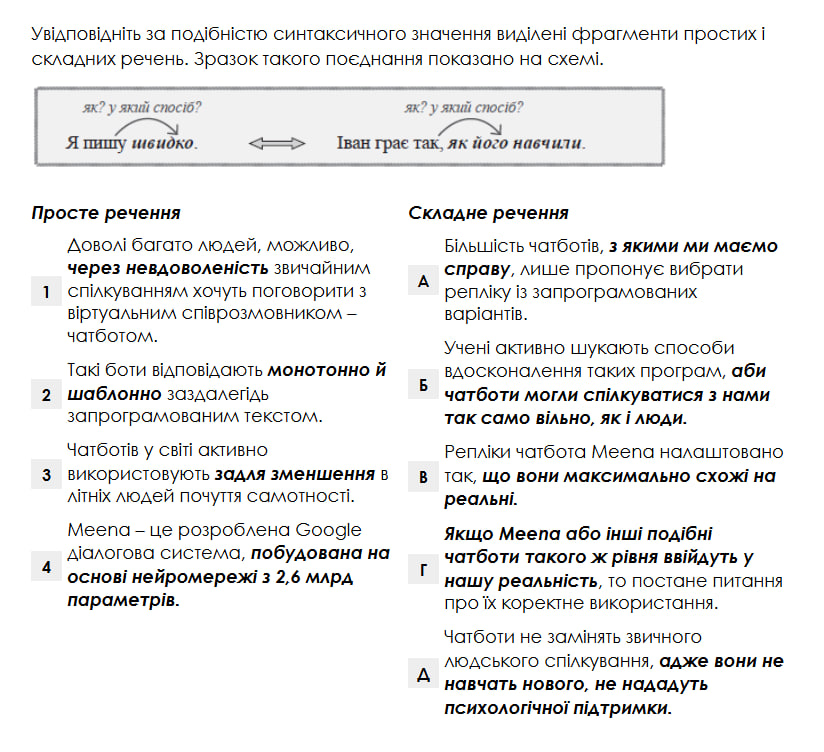 Увідповідніть за подібністю синтаксичного значення виділені фрагменти простих і
складних речень. Зразок такого поєднання показано на схемі.
як? у який спосіб?
Я пишу швидко.
як? у який спосіб?
Іван грає так, як його навчили.
Просте речення
1
Доволі багато людей, можливо,
через невдоволеність звичайним
спілкуванням хочуть поговорити з
віртуальним співрозмовником –
чатботом.
2
Такі боти відповідають монотонно й
шаблонно заздалегідь
запрограмованим текстом.
3
Чатботів у світі активно
використовують задля зменшення в
літніх людей почуття самотності.
4
Meena – це розроблена Google
діалогова система, побудована на
основі нейромережі з 2,6 млрд
параметрів.
Складне речення
А
Більшість чатботів, з якими ми маємо
справу, лише пропонує вибрати
репліку із запрограмованих
варіантів.
Б
Учені активно шукають способи
вдосконалення таких програм, аби
чатботи могли спілкуватися з нами
так само вільно, як і люди.
В
Репліки чатбота Meena налаштовано
так, що вони максимально схожі на
реальні.
Г
Якщо Meena або інші подібні
чатботи такого ж рівня ввійдуть у
нашу реальність, то постане питання
про їх коректне використання.
Д
Чатботи не замінять звичного
людського спілкування, адже вони не
навчать нового, не нададуть
психологічної підтримки.